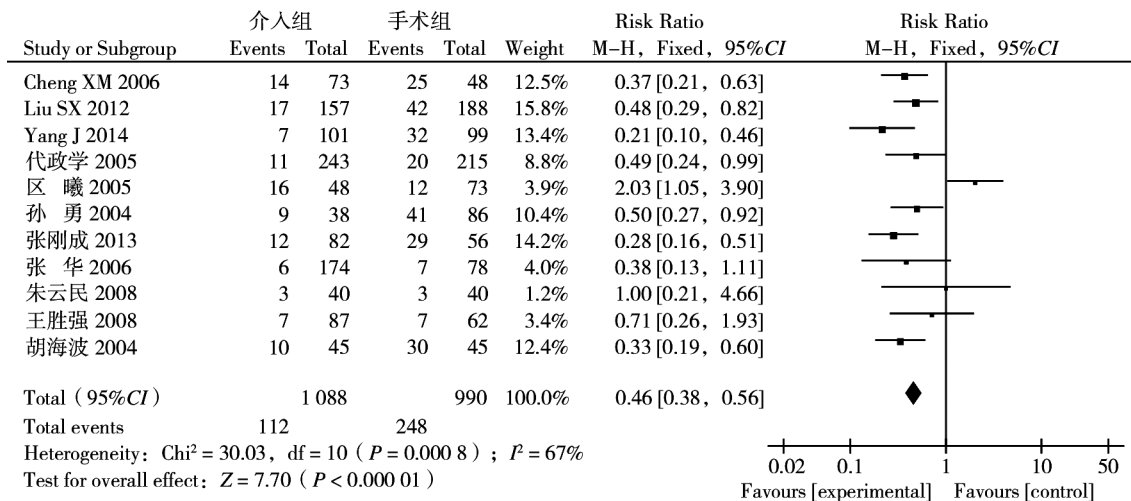 介入组 手术组 Risk Ratio Risk Ratio
Study or Subgroup Events Total Events Total Weight M-H, Fixed, 95%CI M-H, Fixed, 95%CI
Cheng XM 2006 14 73 25 48 12.5% 0.37 [0.21, 0.63]
Liu SX 2012 17 157 42 188 15.8% 0.48 [0.29, 0.82]
Yang J 2014 7 101 32 99 13.4% 0.21 [0.10, 0.46]
代政学 2005 11 243 20 215 8.8% 0.49 [0.24, 0.99]
区 曦 2005 16 48 12 73 3.9% 2.03 [1.05, 3.90]
孙 勇 2004 9 38 41 86 10.4% 0.50 [0.27, 0.92]
张刚成 2013 12 82 29 56 14.2% 0.28 [0.16, 0.51]
张 华 2006 6 174 7 78 4.0% 0.38 [0.13, 1.11]
朱云民 2008 3 40 3 40 1.2% 1.00 [0.21, 4.66]
王胜强 2008 7 87 7 62 3.4% 0.71 [0.26, 1.93]
胡海波 2004 10 45 30 45 12.4% 0.33 [0.19, 0.60]
Total（95%CI） 1 088 990 100.0% 0.46 [0.38, 0.56]
Total events 112 248
Heterogeneity: Chi² = 30.03, df = 10（P = 0.000 8）; I² = 67%
Test for overall effect: Z = 7.70（P < 0.000 01）
0.02 0.1 1 10 50
Favours [experimental] Favours [control]